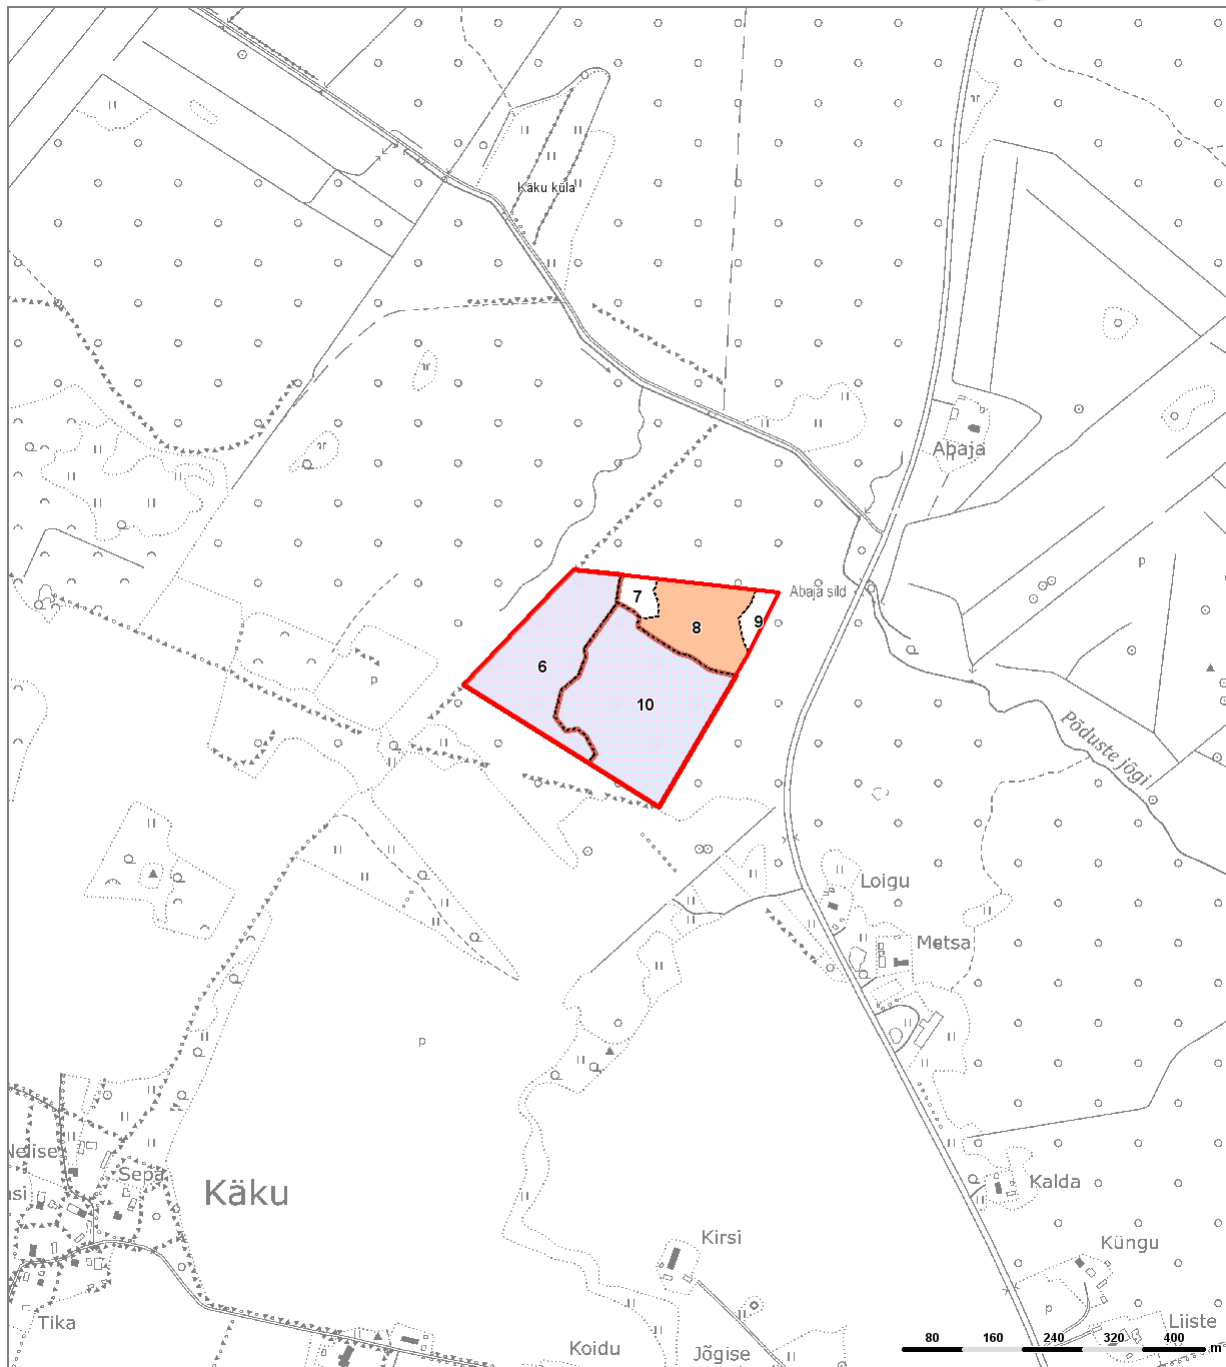 Käku küla
Abaja
Abaja sild
7
8
9
6
10
p
p
Põduste jõgi
Loigu
Metsa
p
Nelise
Sepa
Käku
Kalda
Kirsi
Küngu
p
Tika
Koidu
Jõgise
Liiste
80 160 240 320 400
m